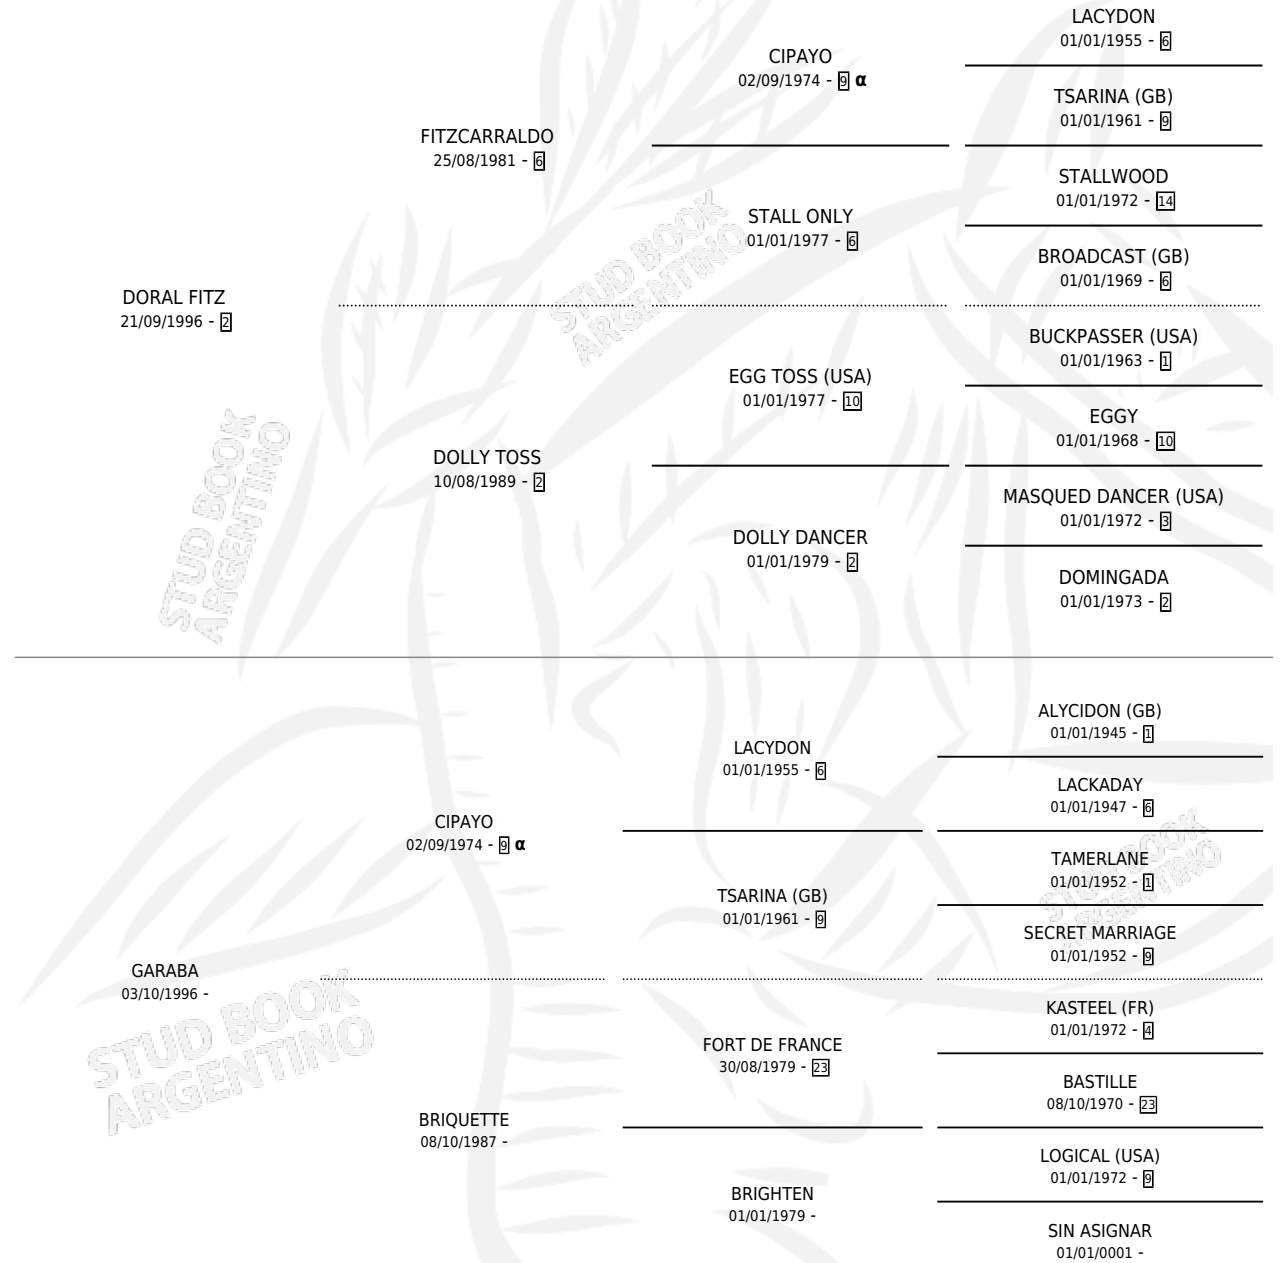 LACYDON
01/01/1955 - 6
CIPAYO
02/09/1974 - 9 α
TSARINA (GB)
01/01/1961 - 9
FITZCARRALDO
25/08/1981 - 6
STALLWOOD
01/01/1972 - 14
STALL ONLY
01/01/1977 - 6
BROADCAST (GB)
01/01/1969 - 6
DORAL FITZ
21/09/1996 - 2
BUCKPASSER (USA)
01/01/1963 - 1
EGG TOSS (USA)
01/01/1977 - 10
EGGY
01/01/1968 - 10
DOLLY TOSS
10/08/1989 - 2
MASQUED DANCER (USA)
01/01/1972 - 3
DOLLY DANCER
01/01/1979 - 2
DOMINGADA
01/01/1973 - 2
STUD BOOK
ARGENTINO
STUD BOOK
ARGENTINO
ALYCIDON (GB)
01/01/1945 - 1
LACYDON
01/01/1955 - 6
LACKADAY
01/01/1947 - 6
CIPAYO
02/09/1974 - 9 α
TAMERLANE
01/01/1952 - 1
TSARINA (GB)
01/01/1961 - 9
SECRET MARRIAGE
01/01/1952 - 9
GARABA
03/10/1996 -
KASTEEL (FR)
01/01/1972 - 4
FORT DE FRANCE
30/08/1979 - 23
BASTILLE
08/10/1970 - 23
BRIQUETTE
08/10/1987 -
LOGICAL (USA)
01/01/1972 - 9
BRIGHTEN
01/01/1979 -
SIN ASIGNAR
01/01/0001 -
STUD BOOK
ARGENTINO
STUD BOOK
ARGENTINO